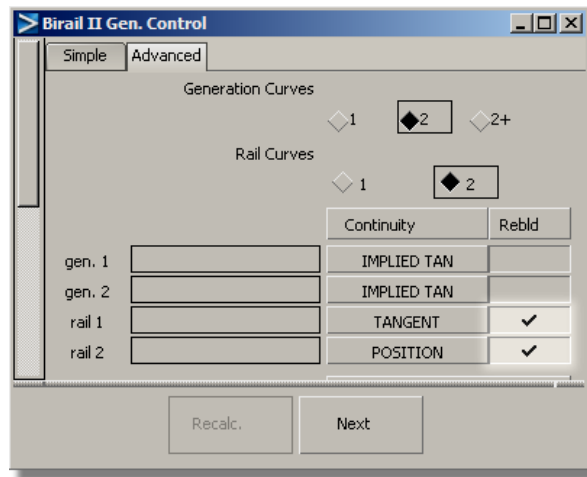 Birail II Gen. Control
Simple Advanced
Generation Curves
1 2 2+
Rail Curves
1 2
Continuity Rebld
gen. 1 IMPLIED TAN
gen. 2 IMPLIED TAN
rail 1 TANGENT
rail 2 POSITION
Recalc. Next